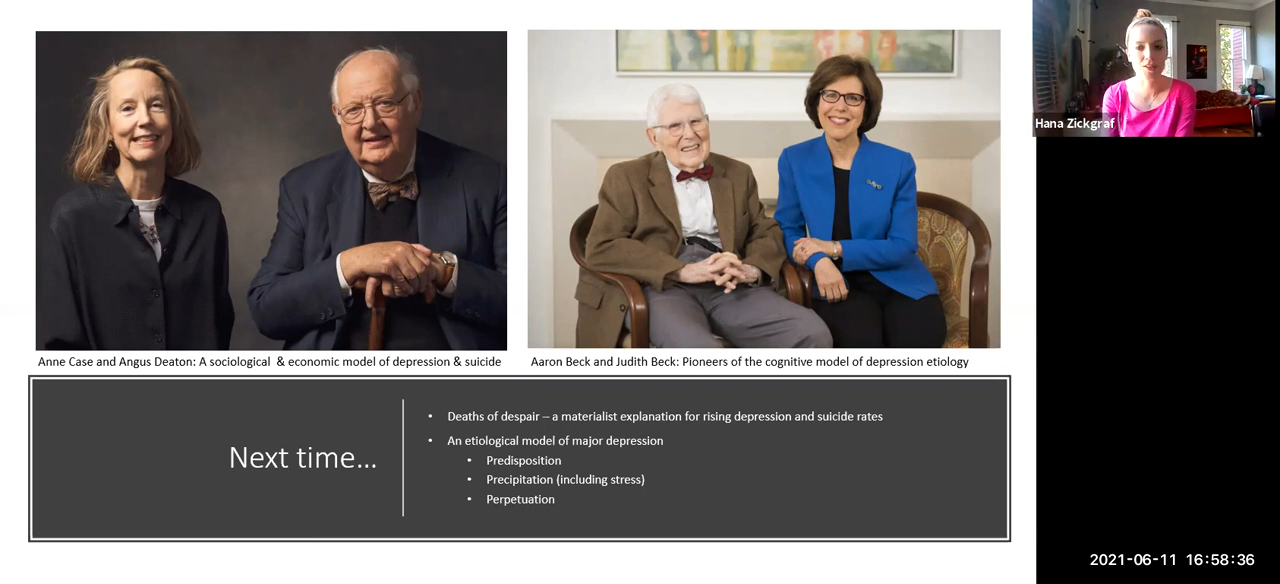 Hana Zickgraf
Anne Case and Angus Deaton: A sociological & economic model of depression & suicide
Aaron Beck and Judith Beck: Pioneers of the cognitive model of depression etiology
Next time...
• Deaths of despair – a materialist explanation for rising depression and suicide rates
• An etiological model of major depression
• Predisposition
• Precipitation (including stress)
• Perpetuation
2021-06-11 16:58:36